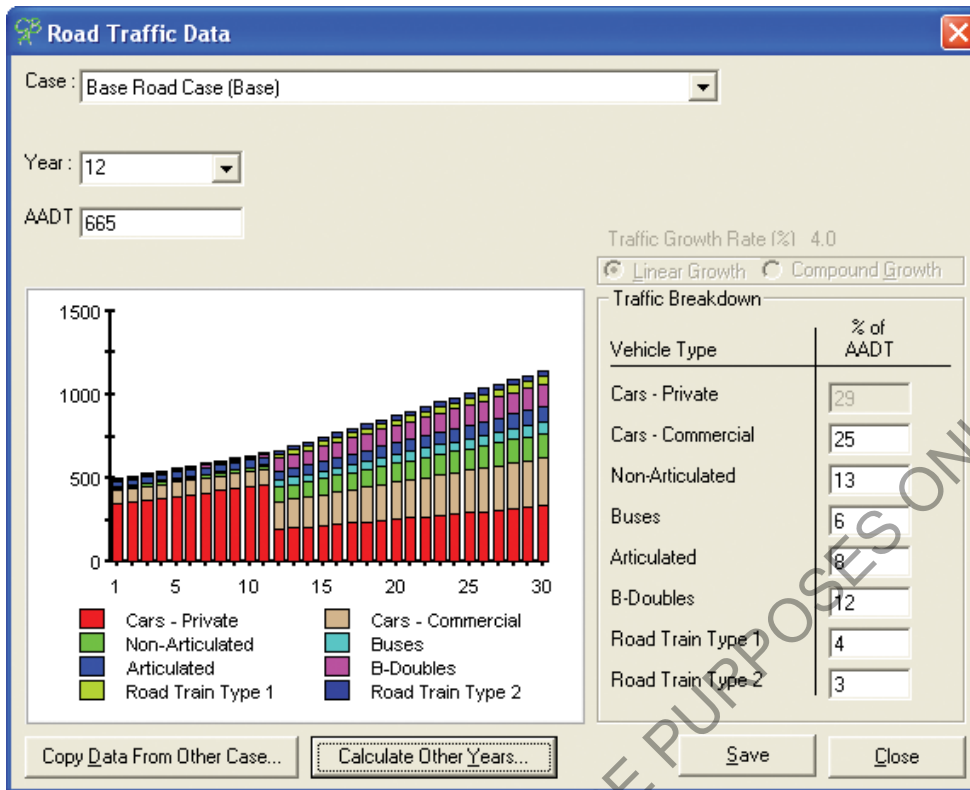 Road Traffic Data
Case : Base Road Case (Base)
Year : 12
AADT 665
Traffic Growth Rate (%) 4.0
Linear Growth Compound Growth
Traffic Breakdown
Vehicle Type % of AADT
Cars - Private 29
Cars - Commercial 25
Non-Articulated 13
Buses 6
Articulated 8
B-Doubles 12
Road Train Type 1 4
Road Train Type 2 3
1500
1000
500
0
1 5 10 15 20 25 30
Cars - Private Cars - Commercial
Non-Articulated Buses
Articulated B-Doubles
Road Train Type 1 Road Train Type 2
Copy Data From Other Case... Calculate Other Years... Save Close
E PURPOSES ON